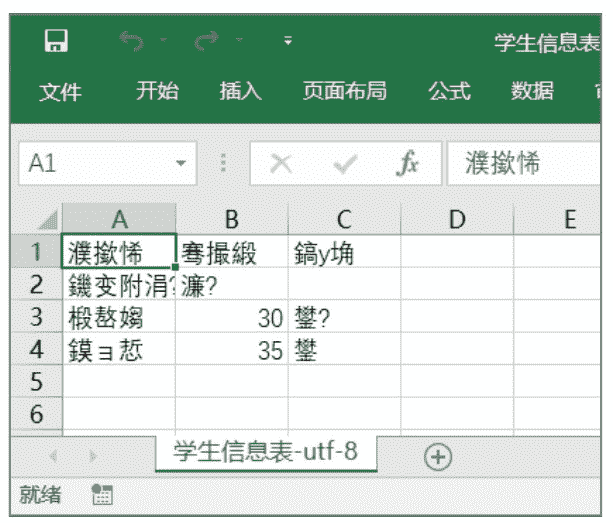 学生信息表
文件 开始 插入 页面布局 公式 数据
A1 fx 濮撳悕
A B C D E
1 濮撳悕 骞撮緞 鎬у埆
2 鐖变附涓? 濂?
3 椴嶅媰 30 鐢?
4 鏌ョ悊 35 鐢
5
6
学生信息表-utf-8
就绪